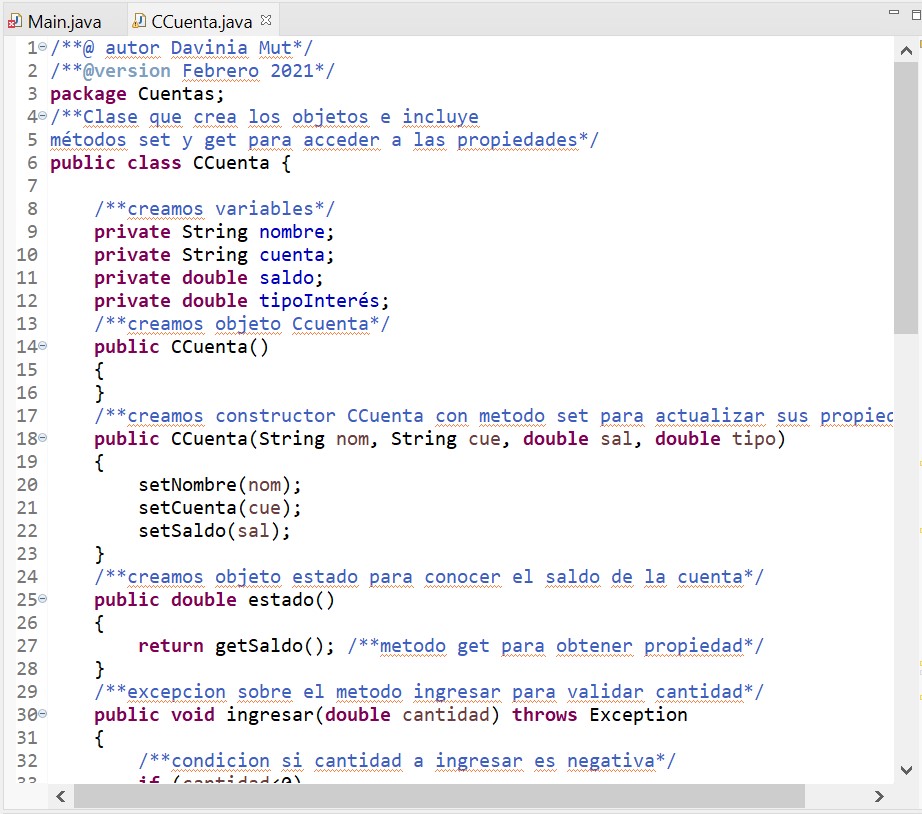 Main.java CCuenta.java
1 /**@ autor Davinia Mut*/
2 /**@version Febrero 2021*/
3 package Cuentas;
4 /**Clase que crea los objetos e incluye
5 métodos set y get para acceder a las propiedades*/
6 public class CCuenta {
7
8 /**creamos variables*/
9 private String nombre;
10 private String cuenta;
11 private double saldo;
12 private double tipoInterés;
13 /**creamos objeto Ccuenta*/
14 public CCuenta()
15 {
16 }
17 /**creamos constructor CCuenta con metodo set para actualizar sus propied
18 public CCuenta(String nom, String cue, double sal, double tipo)
19 {
20 setNombre(nom);
21 setCuenta(cue);
22 setSaldo(sal);
23 }
24 /**creamos objeto estado para conocer el saldo de la cuenta*/
25 public double estado()
26 {
27 return getSaldo(); /**metodo get para obtener propiedad*/
28 }
29 /**excepcion sobre el metodo ingresar para validar cantidad*/
30 public void ingresar(double cantidad) throws Exception
31 {
32 /**condicion si cantidad a ingresar es negativa*/
33 if (cantidad<0)